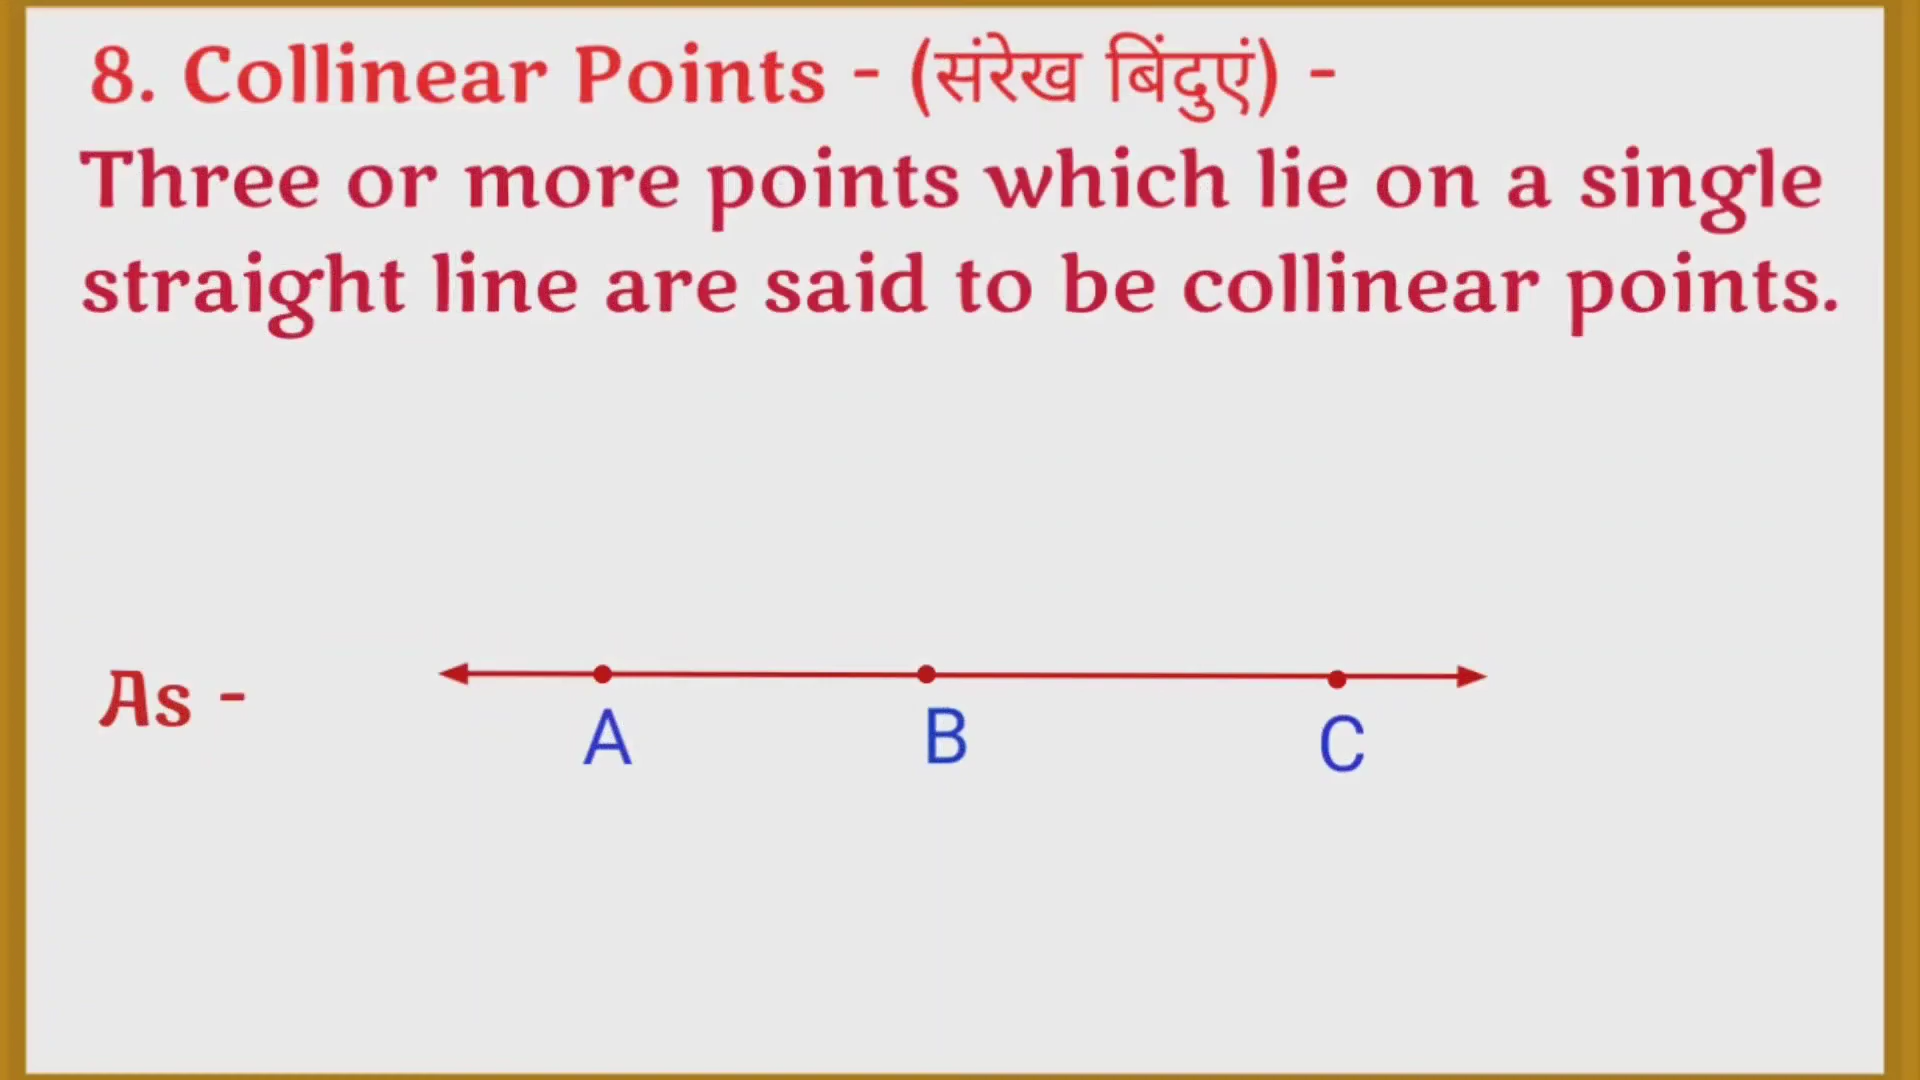 8. Collinear Points - (संरेख बिंदुएं) -
Three or more points which lie on a single
straight line are said to be collinear points.
As -
A B C